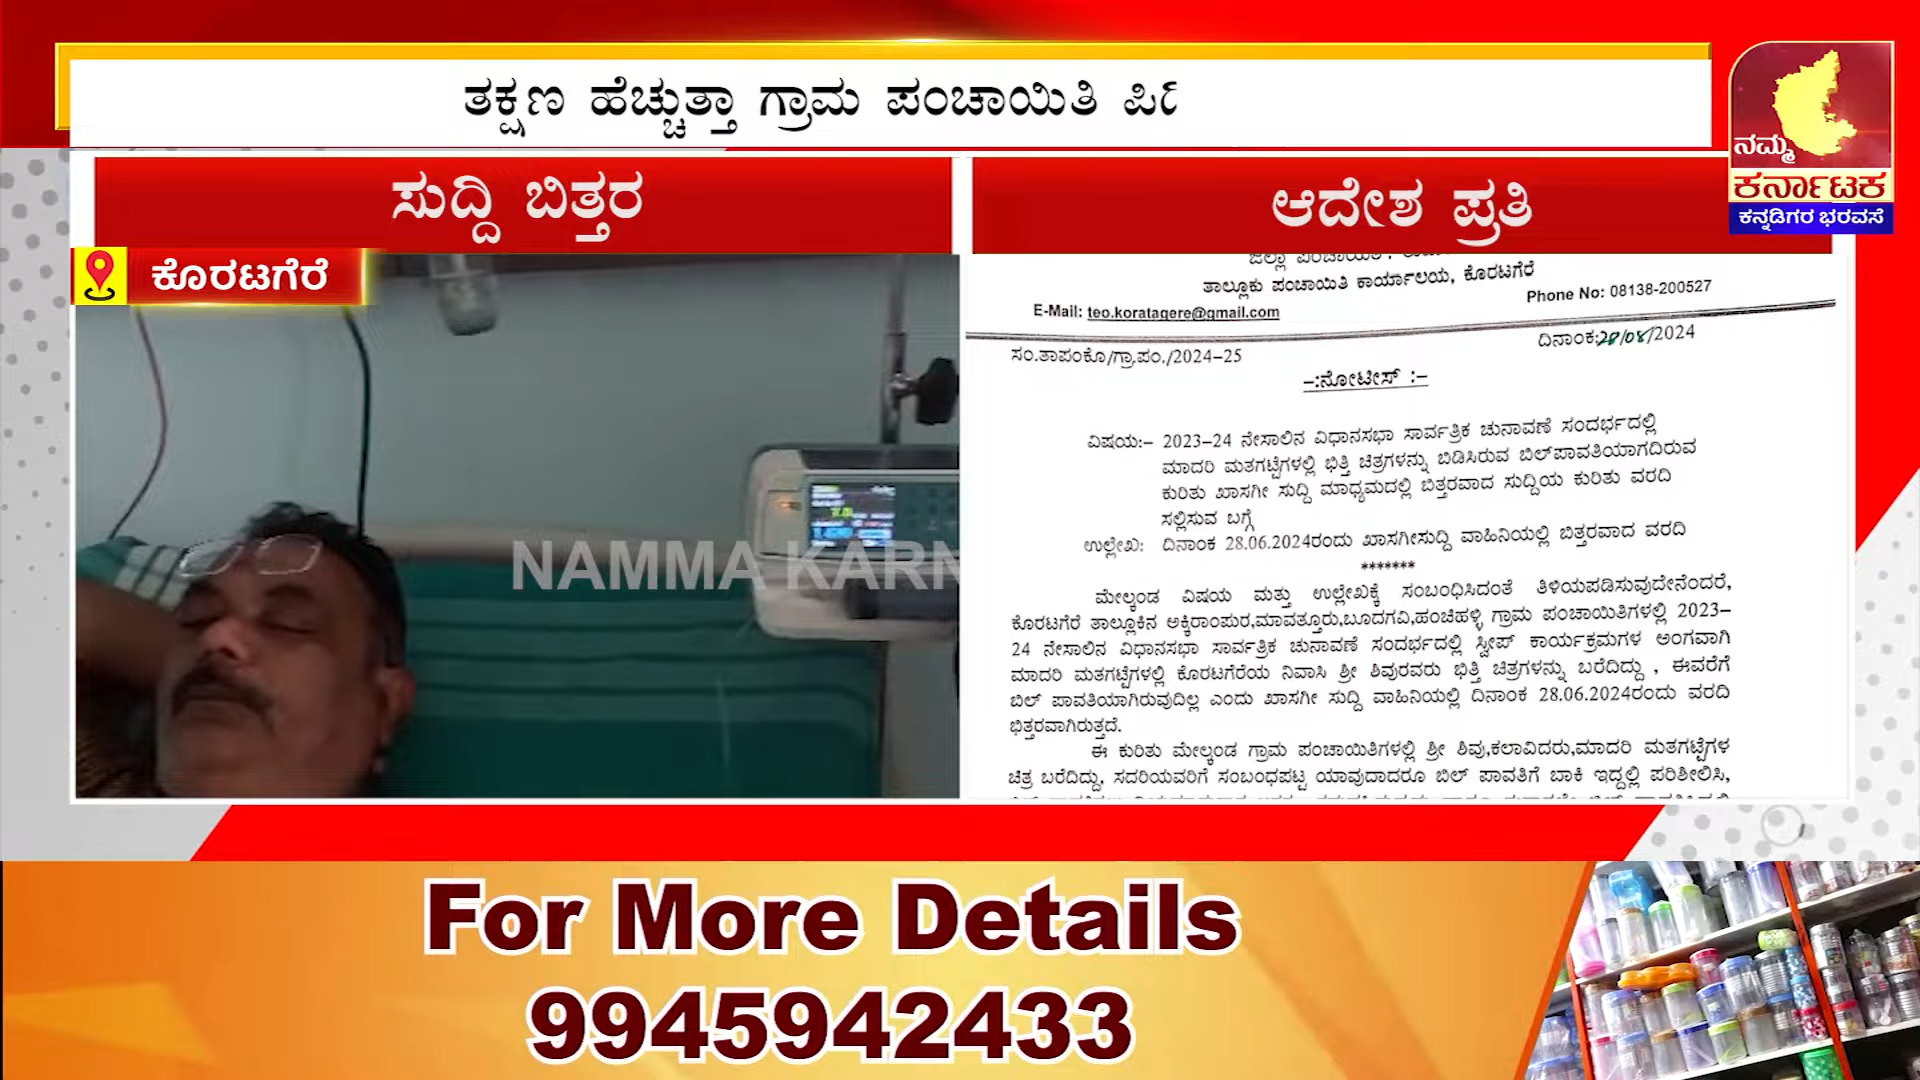 ತಕ್ಷಣ ಹೆಚ್ಚುತ್ತಾ ಗ್ರಾಮ ಪಂಚಾಯಿತಿ
ನಮ್ಮ
ಕರ್ನಾಟಕ
ಕನ್ನಡಿಗರ ಭರವಸೆ
ಸುದ್ದಿ ಬಿತ್ತರ
ಆದೇಶ ಪ್ರತಿ
ಕೊರಟಗೆರೆ
NAMMA KARN
ತಾಲ್ಲೂಕು ಪಂಚಾಯಿತಿ ಕಾರ್ಯಾಲಯ, ಕೊರಟಗೆರೆ
E-Mail: teo.koratagere@gmail.com
Phone No: 08138-200527
ಸಂ.ತಾಪಂಕೊ/ಗ್ರಾ.ಪಂ./2024-25
ದಿನಾಂಕ:28/08/2024
-:ನೋಟೀಸ್ :-
ವಿಷಯ:- 2023-24 ನೇಸಾಲಿನ ವಿಧಾನಸಭಾ ಸಾರ್ವತ್ರಿಕ ಚುನಾವಣೆ ಸಂದರ್ಭದಲ್ಲಿ
ಮಾದರಿ ಮತಗಟ್ಟೆಗಳಲ್ಲಿ ಭಿತ್ತಿ ಚಿತ್ರಗಳನ್ನು ಬಿಡಿಸಿರುವ ಬಿಲ್‌ಪಾವತಿಯಾಗದಿರುವ
ಕುರಿತು ಖಾಸಗೀ ಸುದ್ದಿ ಮಾಧ್ಯಮದಲ್ಲಿ ಬಿತ್ತರವಾದ ಸುದ್ದಿಯ ಕುರಿತು ವರದಿ
ಸಲ್ಲಿಸುವ ಬಗ್ಗೆ
ಉಲ್ಲೇಖ: ದಿನಾಂಕ 28.06.2024ರಂದು ಖಾಸಗೀಸುದ್ದಿ ವಾಹಿನಿಯಲ್ಲಿ ಬಿತ್ತರವಾದ ವರದಿ
*******
ಮೇಲ್ಕಂಡ ವಿಷಯ ಮತ್ತು ಉಲ್ಲೇಖಕ್ಕೆ ಸಂಬಂಧಿಸಿದಂತೆ ತಿಳಿಯಪಡಿಸುವುದೇನೆಂದರೆ,
ಕೊರಟಗೆರೆ ತಾಲ್ಲೂಕಿನ ಅಕ್ಕಿರಾಂಪುರ,ಮಾವತ್ತೂರು,ಬೂದಗವಿ,ಹಂಚಿಹಳ್ಳಿ ಗ್ರಾಮ ಪಂಚಾಯಿತಿಗಳಲ್ಲಿ 2023-
24 ನೇಸಾಲಿನ ವಿಧಾನಸಭಾ ಸಾರ್ವತ್ರಿಕ ಚುನಾವಣೆ ಸಂದರ್ಭದಲ್ಲಿ ಸ್ವೀಪ್ ಕಾರ್ಯಕ್ರಮಗಳ ಅಂಗವಾಗಿ
ಮಾದರಿ ಮತಗಟ್ಟೆಗಳಲ್ಲಿ ಕೊರಟಗೆರೆಯ ನಿವಾಸಿ ಶ್ರೀ ಶಿವುರವರು ಭಿತ್ತಿ ಚಿತ್ರಗಳನ್ನು ಬರೆದಿದ್ದು , ಈವರೆಗೆ
ಬಿಲ್ ಪಾವತಿಯಾಗಿರುವುದಿಲ್ಲ ಎಂದು ಖಾಸಗೀ ಸುದ್ದಿ ವಾಹಿನಿಯಲ್ಲಿ ದಿನಾಂಕ 28.06.2024ರಂದು ವರದಿ
ಭಿತ್ತರವಾಗಿರುತ್ತದೆ.
ಈ ಕುರಿತು ಮೇಲ್ಕಂಡ ಗ್ರಾಮ ಪಂಚಾಯಿತಿಗಳಲ್ಲಿ ಶ್ರೀ ಶಿವು,ಕಲಾವಿದರು,ಮಾದರಿ ಮತಗಟ್ಟೆಗಳ
ಚಿತ್ರ ಬರೆದಿದ್ದು, ಸದರಿಯವರಿಗೆ ಸಂಬಂಧಪಟ್ಟ ಯಾವುದಾದರೂ ಬಿಲ್ ಪಾವತಿಗೆ ಬಾಕಿ ಇದ್ದಲ್ಲಿ ಪರಿಶೀಲಿಸಿ,
For More Details
9945942433